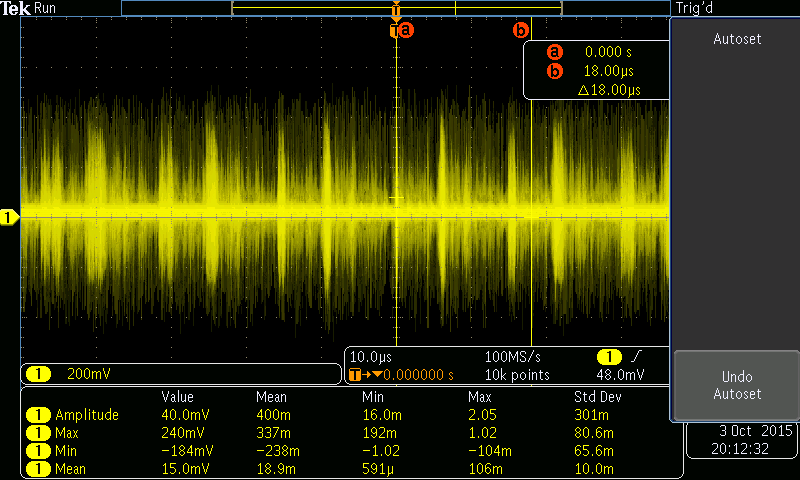 Tek Run Trig'd
T
T a b
Autoset
a 0.000 s
b 18.00µs
△18.00µs
1
10.0µs 100MS/s 1
T→▼0.000000 s 10k points 48.0mV
1 200mV
Undo
Autoset
Value Mean Min Max Std Dev
1 Amplitude 40.0mV 400m 16.0m 2.05 301m
1 Max 240mV 337m 192m 1.02 80.6m
1 Min −184mV −238m −1.02 −104m 65.6m
1 Mean 15.0mV 18.9m 591µ 106m 10.0m
3 Oct 2015
20:12:32